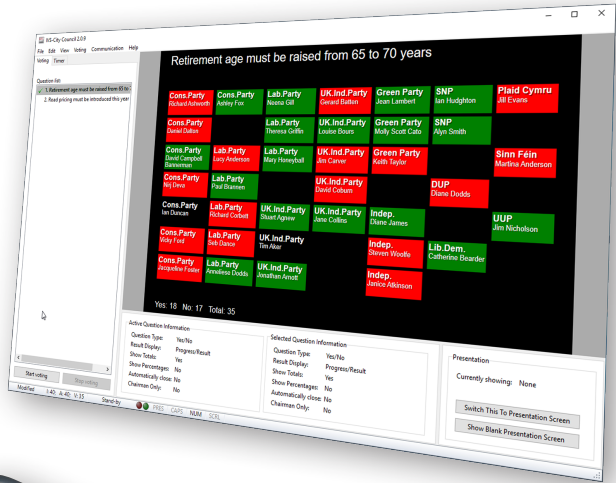 IVS-City Council 2.0.9
File Edit View Voting Communication Help
Voting Timer
Question list:
1. Retirement age must be raised from 65 to 7
2. Road pricing must be introduced this year
Retirement age must be raised from 65 to 70 years
Cons.Party Cons.Party Lab.Party UK.Ind.Party Green Party SNP Plaid Cymru
Richard Ashworth Ashley Fox Neena Gill Gerard Batten Jean Lambert Ian Hudghton Jill Evans
Cons.Party Lab.Party UK.Ind.Party Green Party SNP
Daniel Dalton Theresa Griffin Louise Bours Molly Scott Cato Alyn Smith
Cons.Party Lab.Party Lab.Party UK.Ind.Party Green Party Sinn Féin
David Campbell Bannerman Lucy Anderson Mary Honeyball Jim Carver Keith Taylor Martina Anderson
Cons.Party Lab.Party UK.Ind.Party DUP
Nirj Deva Paul Brannen David Coburn Diane Dodds
Cons.Party Lab.Party UK.Ind.Party UK.Ind.Party Indep. UUP
Ian Duncan Richard Corbett Stuart Agnew Jane Collins Diane James Jim Nicholson
Cons.Party Lab.Party UK.Ind.Party Indep. Lib.Dem.
Vicky Ford Seb Dance Tim Aker Steven Woolfe Catherine Bearder
Cons.Party Lab.Party UK.Ind.Party Indep.
Jacqueline Foster Anneliese Dodds Jonathan Arnott Janice Atkinson
Yes: 18 No: 17 Total: 35
Active Question Information
Question Type: Yes/No
Result Display: Progress/Result
Show Totals: Yes
Show Percentages: No
Automatically close: No
Chairman Only: No
Selected Question Information
Question Type: Yes/No
Result Display: Progress/Result
Show Totals: Yes
Show Percentages: No
Automatically close: No
Chairman Only: No
Presentation
Currently showing: None
Switch This To Presentation Screen
Show Blank Presentation Screen
Start voting Stop voting
Modified I: 40 A: 40 V: 35 Stand-by FRES CAPS NUM SCRL